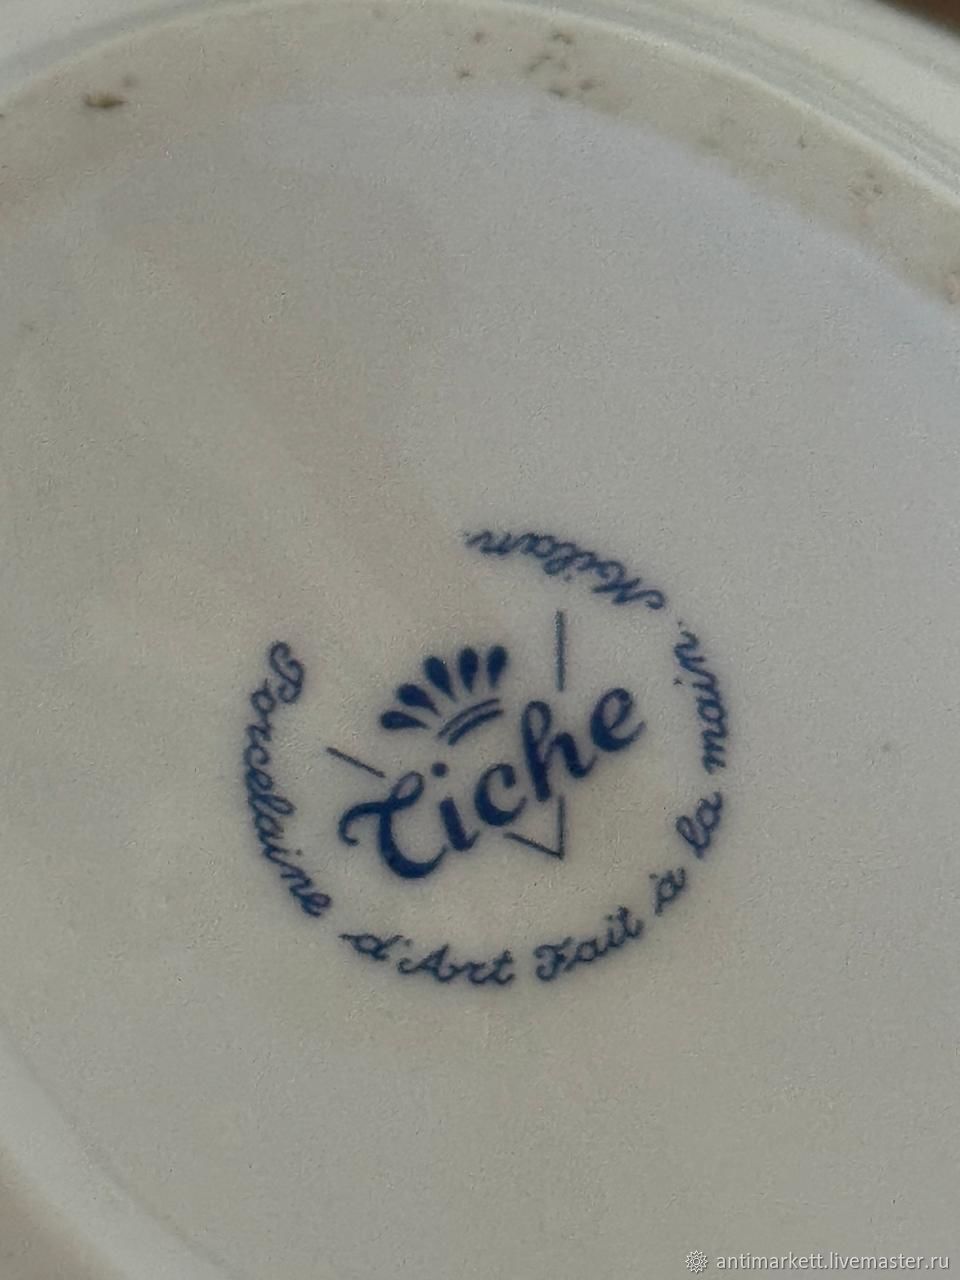 Tiche
Porcelaine d'Art Fait à la main. Milan
antimarkett.livemaster.ru